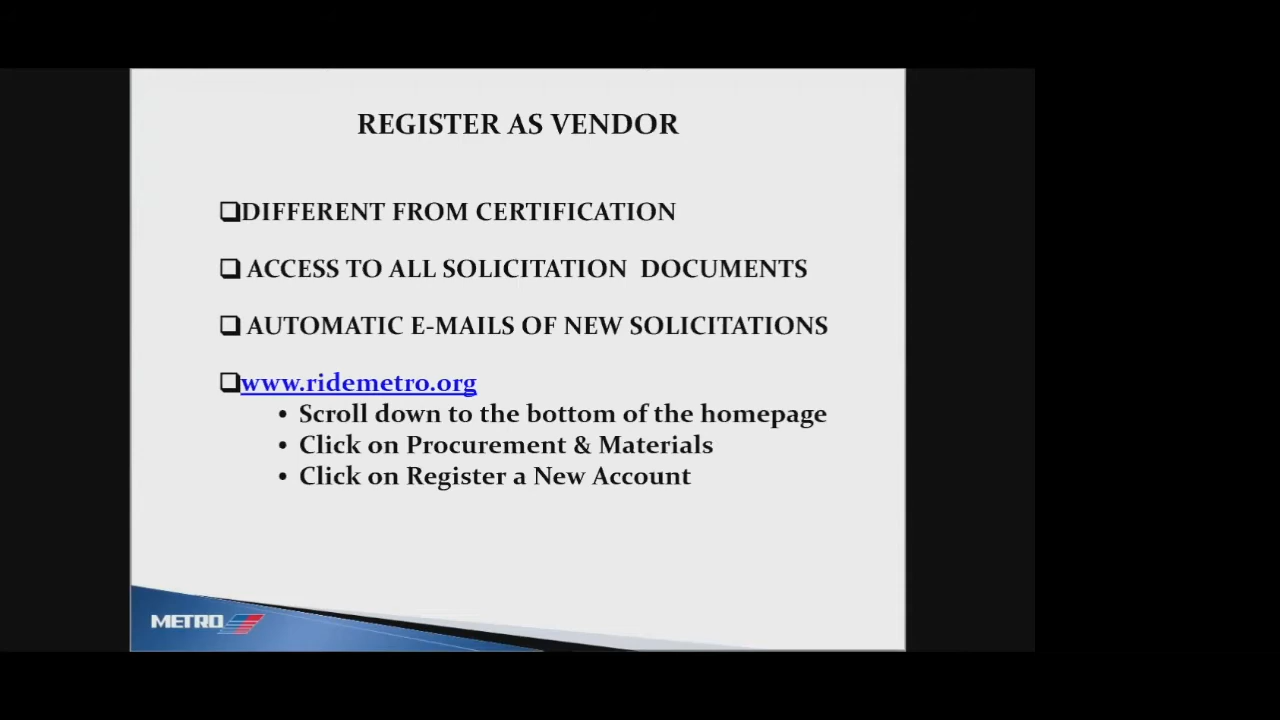 REGISTER AS VENDOR
❑DIFFERENT FROM CERTIFICATION
❑ ACCESS TO ALL SOLICITATION DOCUMENTS
❑ AUTOMATIC E-MAILS OF NEW SOLICITATIONS
❑www.ridemetro.org
• Scroll down to the bottom of the homepage
• Click on Procurement & Materials
• Click on Register a New Account
METRO